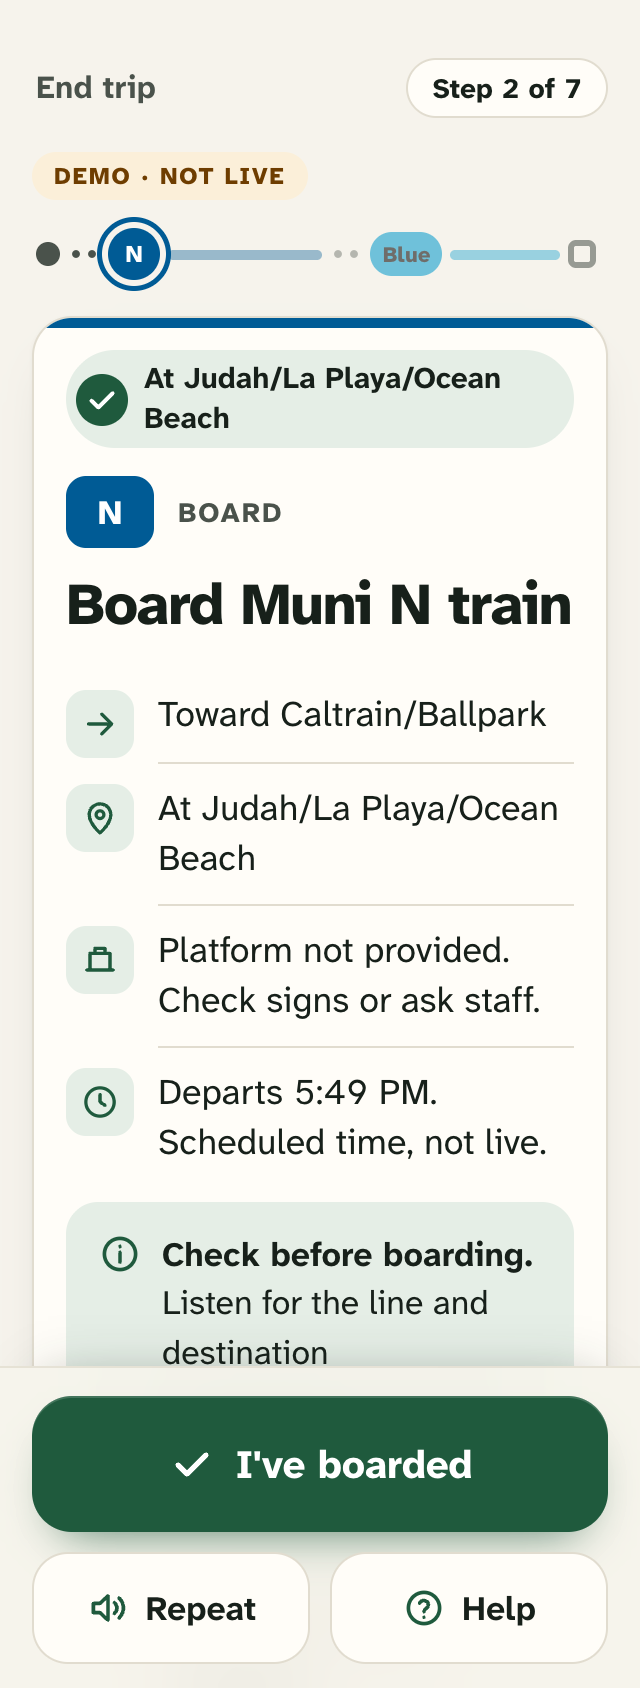 End trip
Step 2 of 7
DEMO · NOT LIVE
N
Blue
At Judah/La Playa/Ocean
Beach
N
BOARD
Board Muni N train
Toward Caltrain/Ballpark
At Judah/La Playa/Ocean
Beach
Platform not provided.
Check signs or ask staff.
Departs 5:49 PM.
Scheduled time, not live.
Check before boarding.
Listen for the line and
destination
I've boarded
Repeat
Help